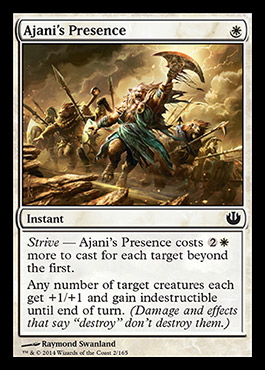 Ajani's Presence
Instant
Strive — Ajani's Presence costs 2
more to cast for each target beyond
the first.
Any number of target creatures each
get +1/+1 and gain indestructible
until end of turn. (Damage and effects
that say "destroy" don't destroy them.)
Raymond Swanland
™ & © 2014 Wizards of the Coast 2/165